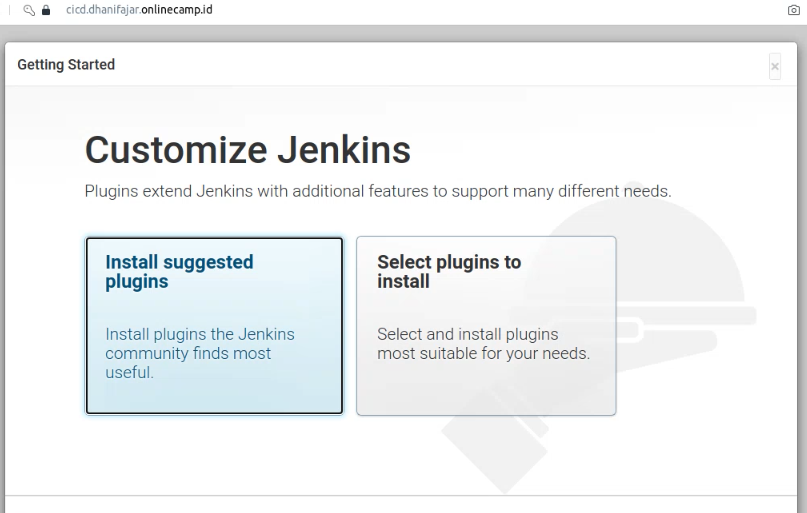 cicd.dhanifajar.onlinecamp.id
Getting Started
×
Customize Jenkins
Plugins extend Jenkins with additional features to support many different needs.
Install suggested
plugins
Install plugins the Jenkins
community finds most
useful.
Select plugins to
install
Select and install plugins
most suitable for your needs.